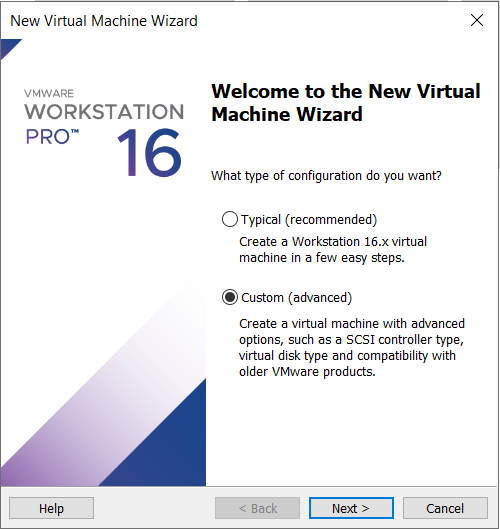 New Virtual Machine Wizard
VMWARE
WORKSTATION
PRO™ 16
Welcome to the New Virtual
Machine Wizard
What type of configuration do you want?
Typical (recommended)
Create a Workstation 16.x virtual
machine in a few easy steps.
Custom (advanced)
Create a virtual machine with advanced
options, such as a SCSI controller type,
virtual disk type and compatibility with
older VMware products.
Help
< Back
Next >
Cancel